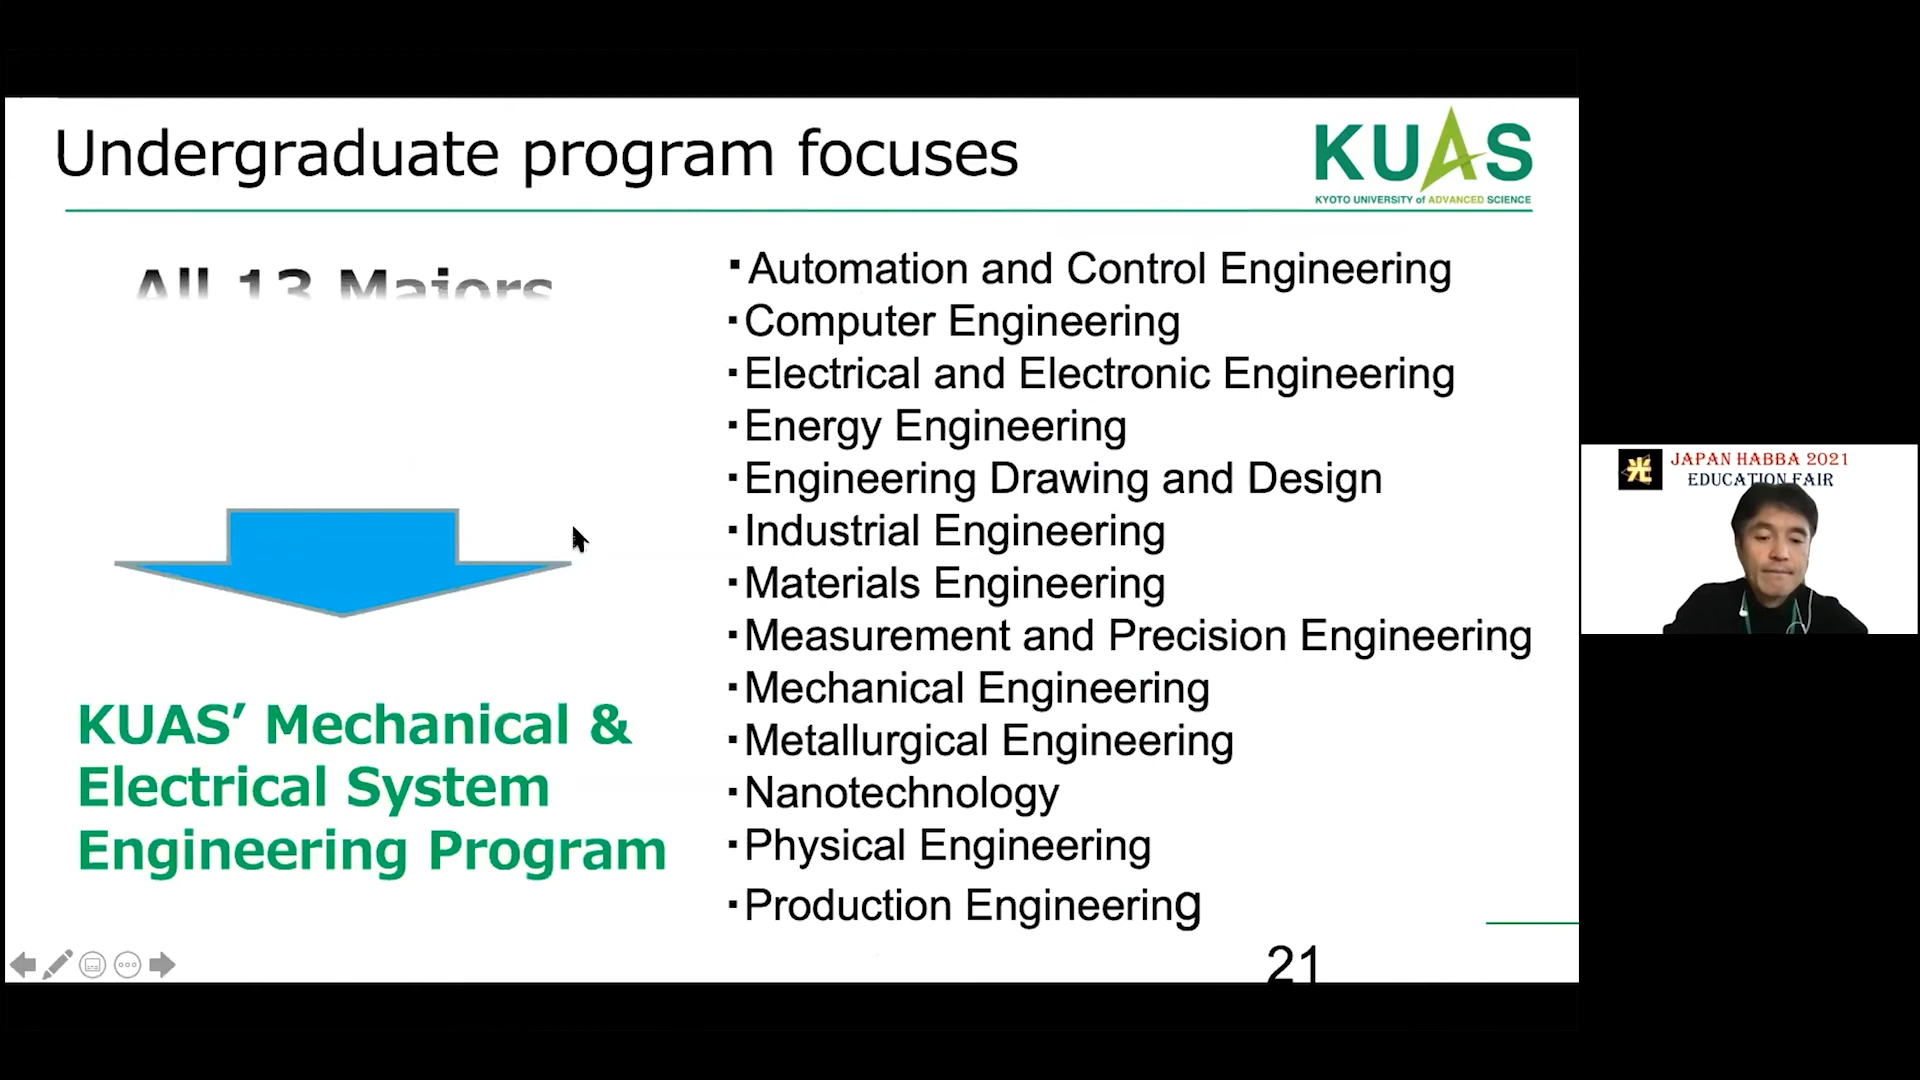 Undergraduate program focuses
KUAS
KYOTO UNIVERSITY of ADVANCED SCIENCE
All 13 Majors
KUAS’ Mechanical &
Electrical System
Engineering Program
・Automation and Control Engineering
・Computer Engineering
・Electrical and Electronic Engineering
・Energy Engineering
・Engineering Drawing and Design
・Industrial Engineering
・Materials Engineering
・Measurement and Precision Engineering
・Mechanical Engineering
・Metallurgical Engineering
・Nanotechnology
・Physical Engineering
・Production Engineering
21
光
JAPAN HABBA 2021
EDUCATION FAIR